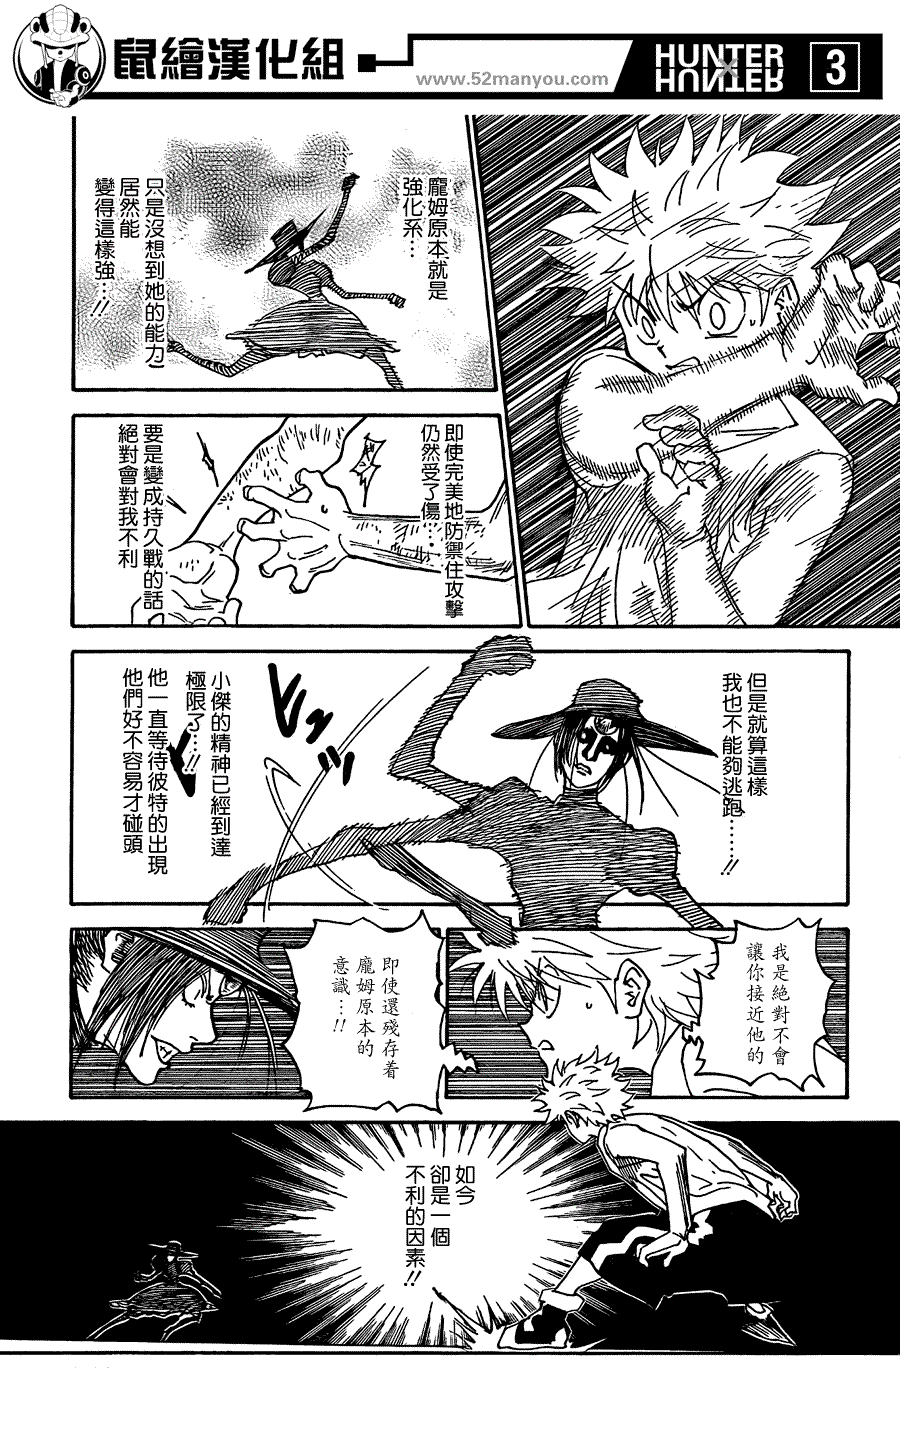 鼠繪漢化組
www.52manyou.com
HUNTER
×
HUNTER
3
龐姆原本就是
強化系…
只是沒想到她的能力
居然能
變得這樣強…!!
即使完美地防禦住攻擊
仍然受了傷…
要是變成持久戰的話
絕對會對我不利
但是就算這樣
我也不能夠逃跑……!!
小傑的精神已經到達
極限了…!!
他一直等待彼特的出現
他們好不容易才碰頭
我是絕對不會
讓你接近他的
即使還殘存着
龐姆原本的
意識…!!
如今
卻是一個
不利的因素!!